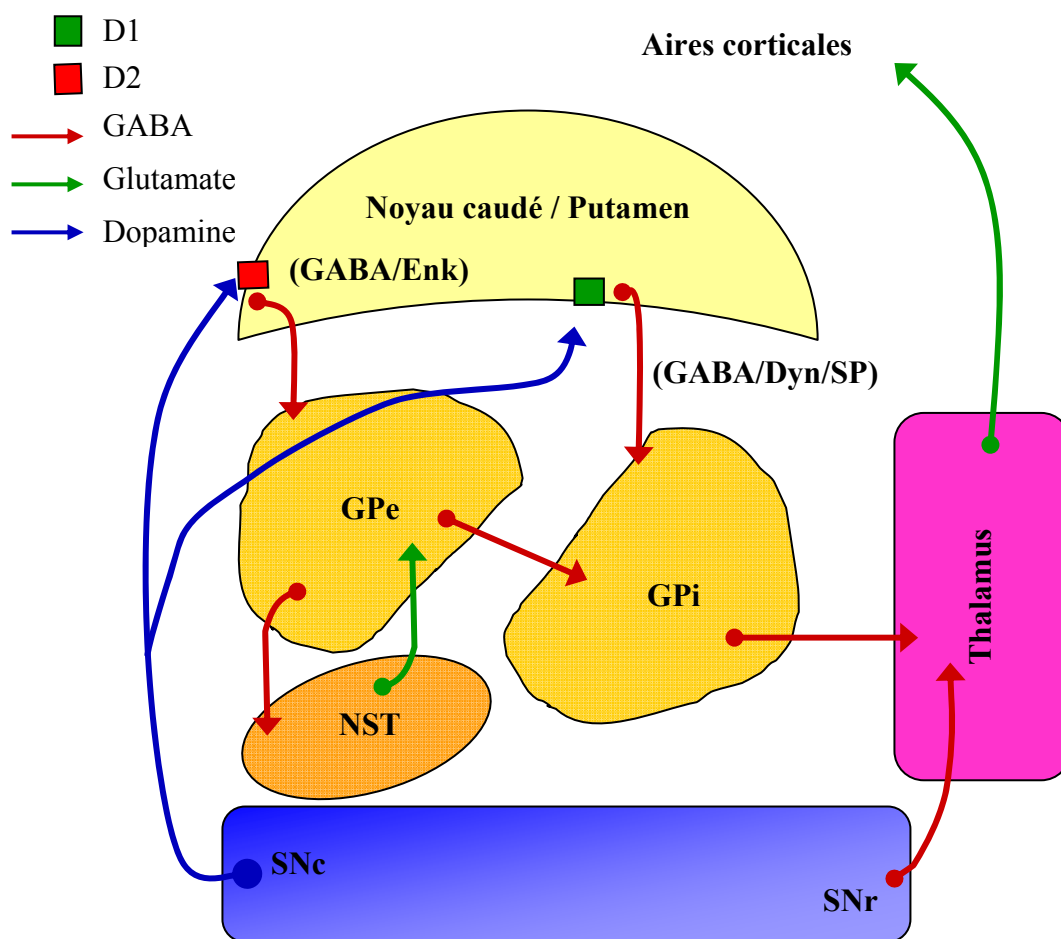 D1
Aires corticales
D2
GABA
Glutamate
Noyau caudé / Putamen
Dopamine
(GABA/Enk)
(GABA/Dyn/SP)
GPe
GPi
Thalamus
NST
SNc
SNr